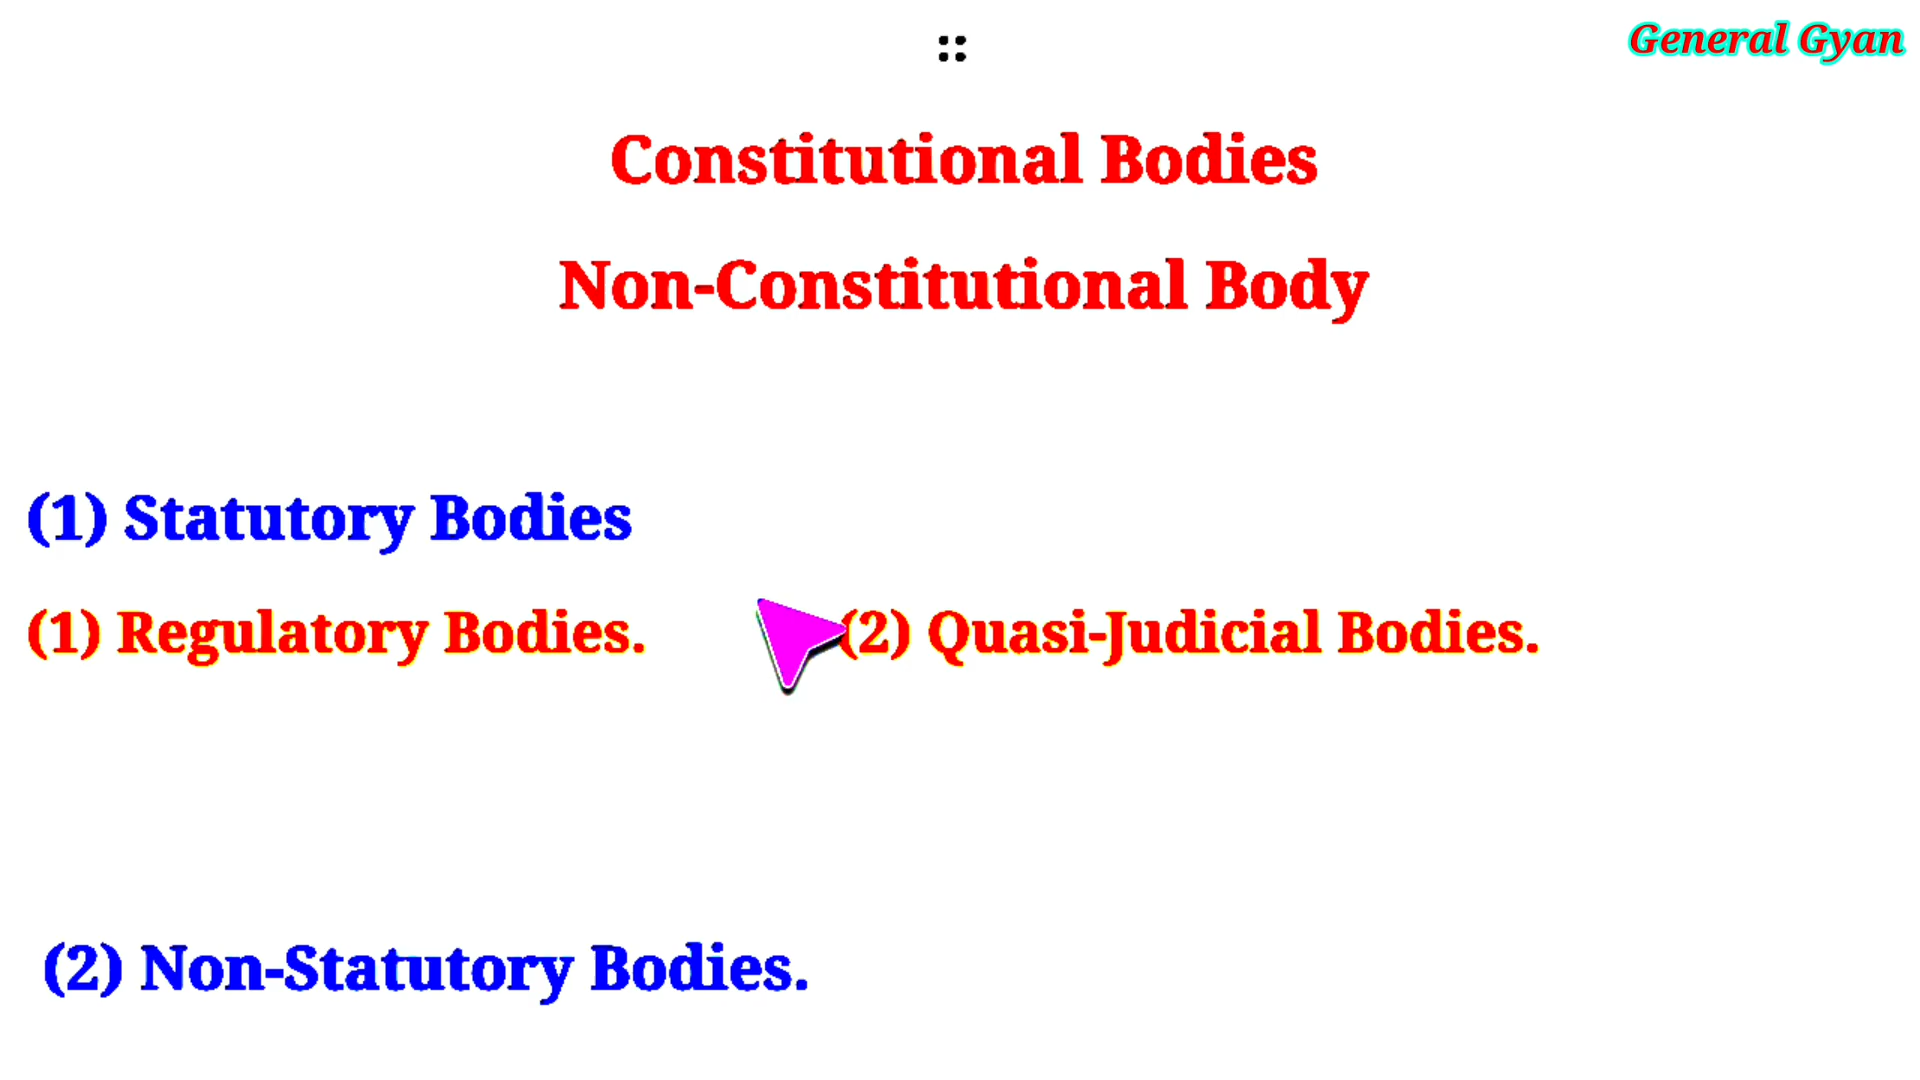 ::
General Gyan
Constitutional Bodies
Non-Constitutional Body
(1) Statutory Bodies
(1) Regulatory Bodies. (2) Quasi-Judicial Bodies.
(2) Non-Statutory Bodies.